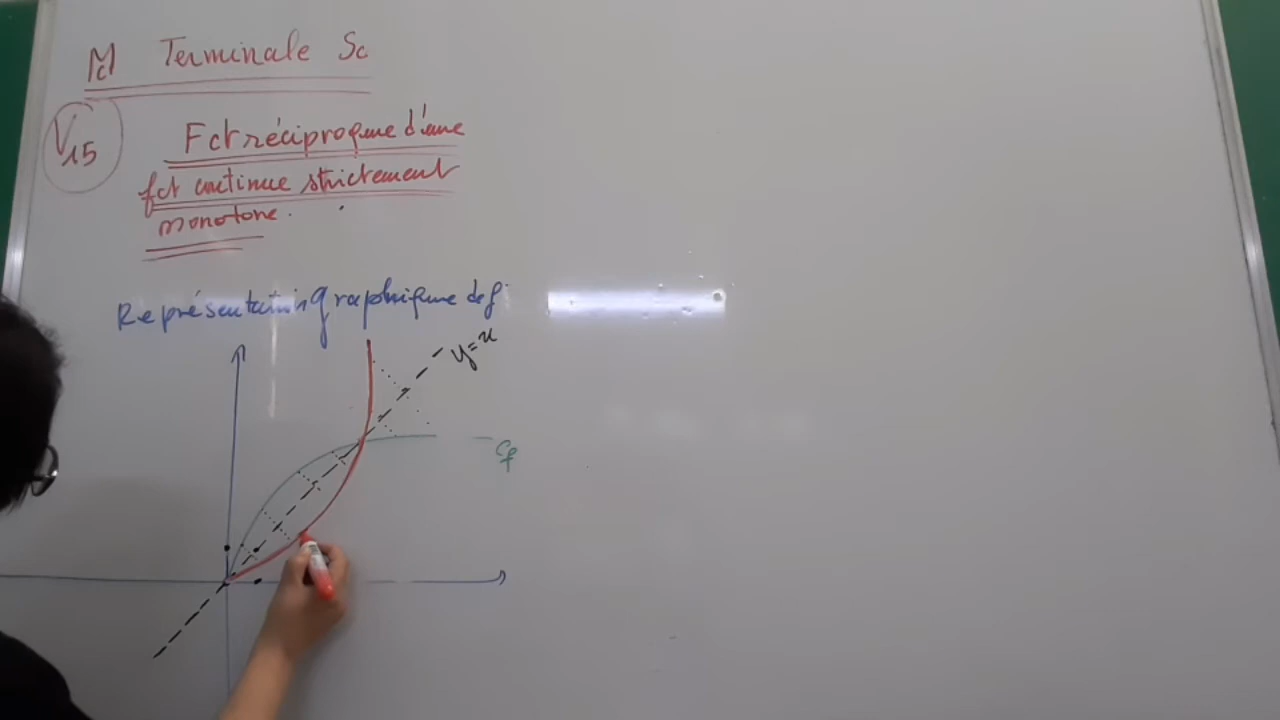 Terminale Sc
V15
Fct réciproque d'une
fct continue strictement
monotone.
Représentation graphique de f
y=x
Cf